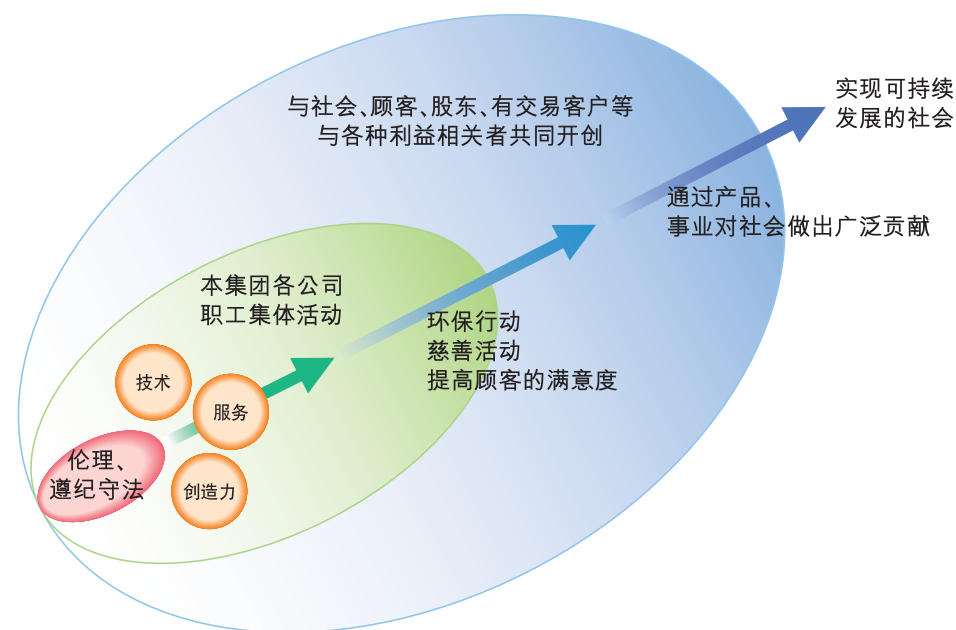 实现可持续
发展的社会
与社会、顾客、股东、有交易客户等
与各种利益相关者共同开创
通过产品、
事业对社会做出广泛贡献
本集团各公司
职工集体活动
环保行动
慈善活动
提高顾客的满意度
技术
服务
伦理、
遵纪守法
创造力